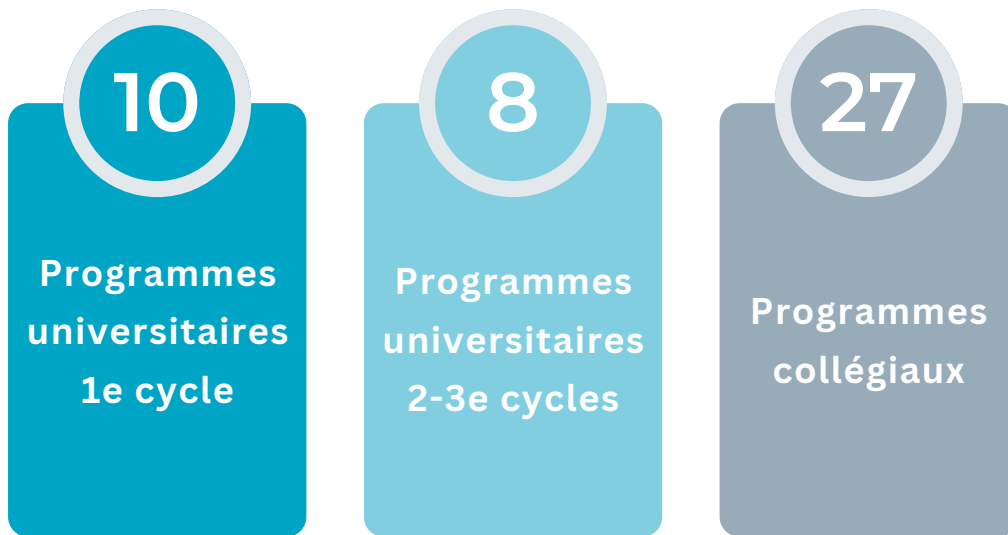 10
Programmes
universitaires
1e cycle
8
Programmes
universitaires
2-3e cycles
27
Programmes
collégiaux